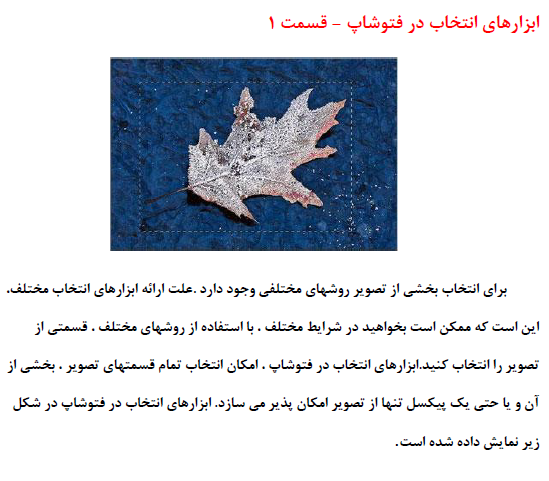 ابزارهای انتخاب در فتوشاپ - قسمت ۱
برای انتخاب بخشی از تصویر روشهای مختلفی وجود دارد .علت ارائه ابزارهای انتخاب مختلف،
این است که ممکن است بخواهید در شرایط مختلف ، با استفاده از روشهای مختلف ، قسمتی از
تصویر را انتخاب کنید.ابزارهای انتخاب در فتوشاپ ، امکان انتخاب تمام قسمتهای تصویر ، بخشی از
آن و یا حتی یک پیکسل تنها از تصویر امکان پذیر می سازد. ابزارهای انتخاب در فتوشاپ در شکل
زیر نمایش داده شده است.